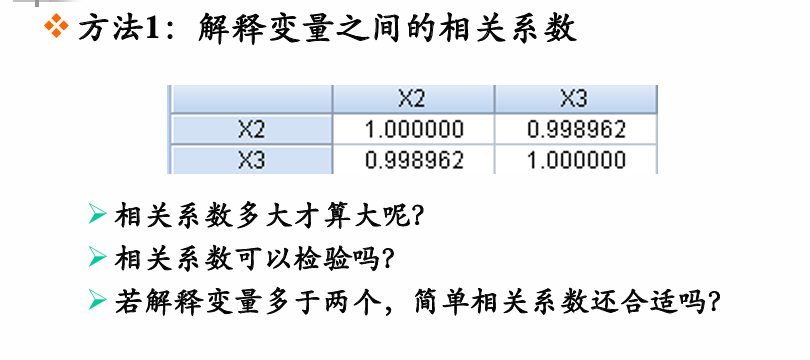 方法1：解释变量之间的相关系数
X2 X3
X2 1.000000 0.998962
X3 0.998962 1.000000
相关系数多大才算大呢?
相关系数可以检验吗?
若解释变量多于两个，简单相关系数还合适吗?